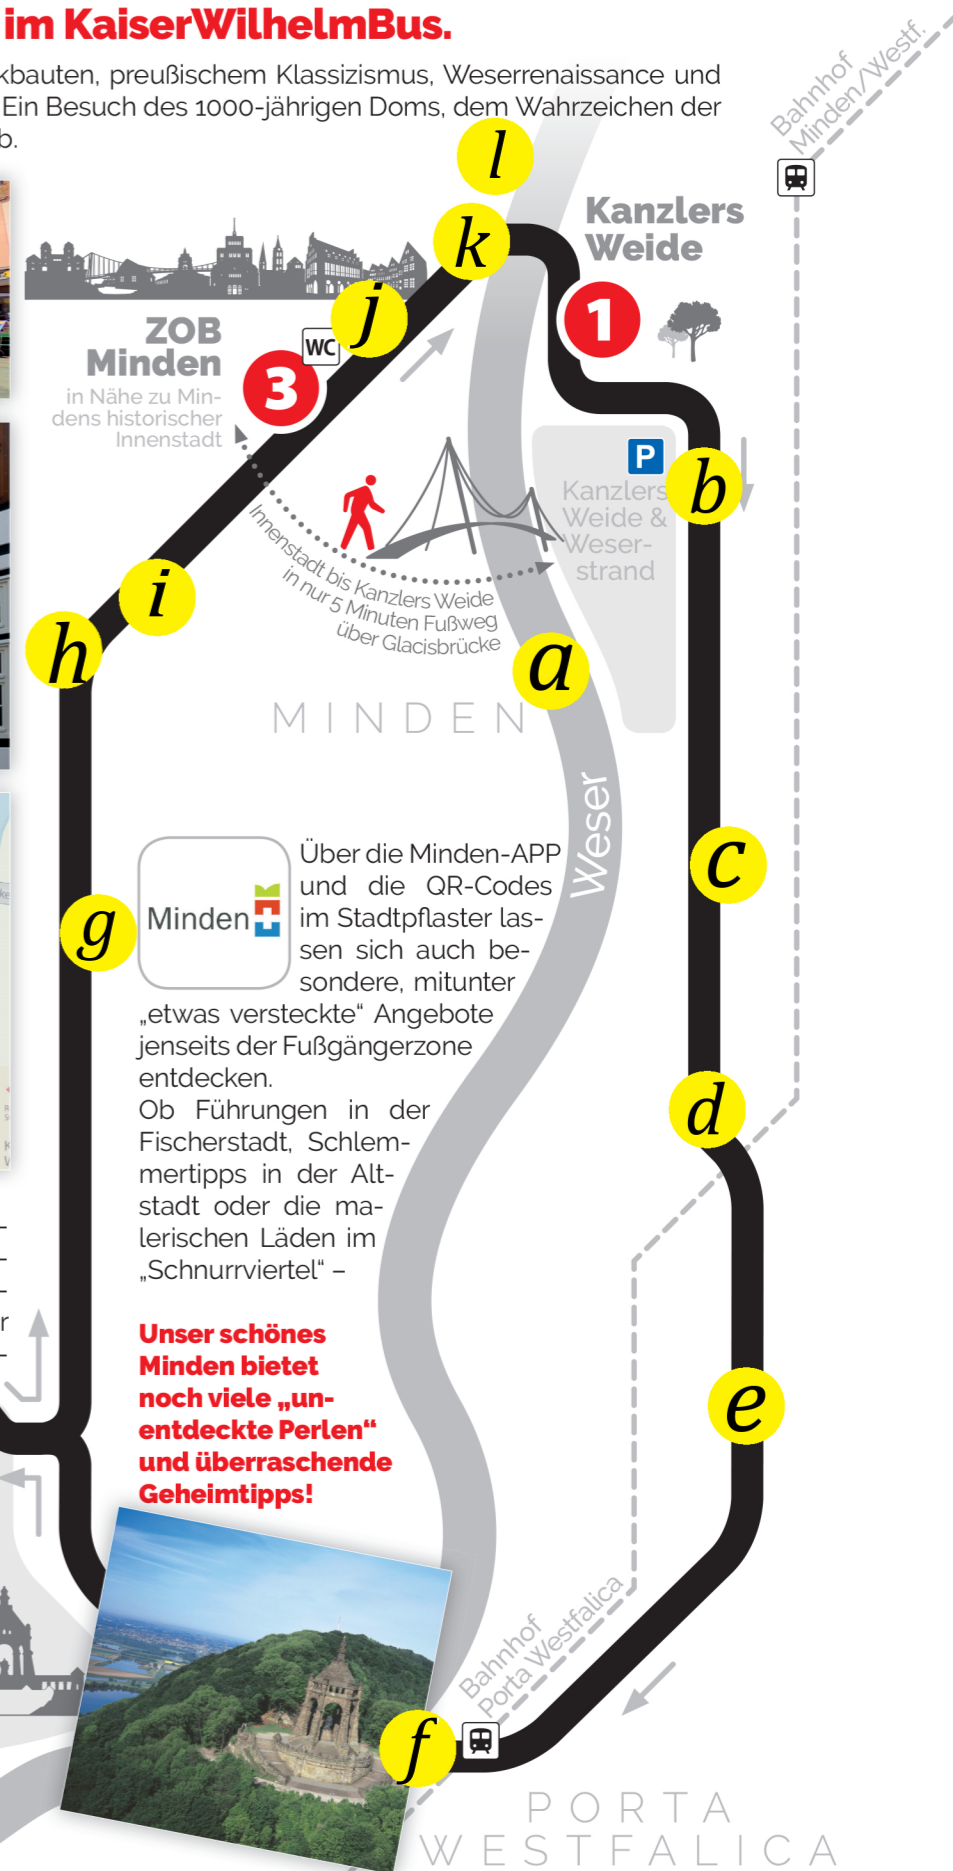 im KaiserWilhelmBus.
kbauten, preußischem Klassizismus, Weserrenaissance und
Ein Besuch des 1000-jährigen Doms, dem Wahrzeichen der
b.
Bahnhof
Minden/Westf.
l
k
Kanzlers
Weide
1
j
ZOB
Minden
WC
3
in Nähe zu Min-
dens historischer
Innenstadt
P
b
Kanzlers
Weide &
Weser-
strand
Innenstadt bis Kanzlers Weide
in nur 5 Minuten Fußweg
über Glacisbrücke
i
h
a
MINDEN
Weser
c
g
Minden
Über die Minden-APP
und die QR-Codes
im Stadtpflaster las-
sen sich auch be-
sondere, mitunter
„etwas versteckte“ Angebote
jenseits der Fußgängerzone
entdecken.
Ob Führungen in der
Fischerstadt, Schlem-
mertipps in der Alt-
stadt oder die ma-
lerischen Läden im
„Schnurrviertel“ –
d
r
Unser schönes
Minden bietet
noch viele „un-
entdeckte Perlen“
und überraschende
Geheimtipps!
e
Bahnhof
Porta Westfalica
f
PORTA
WESTFALICA